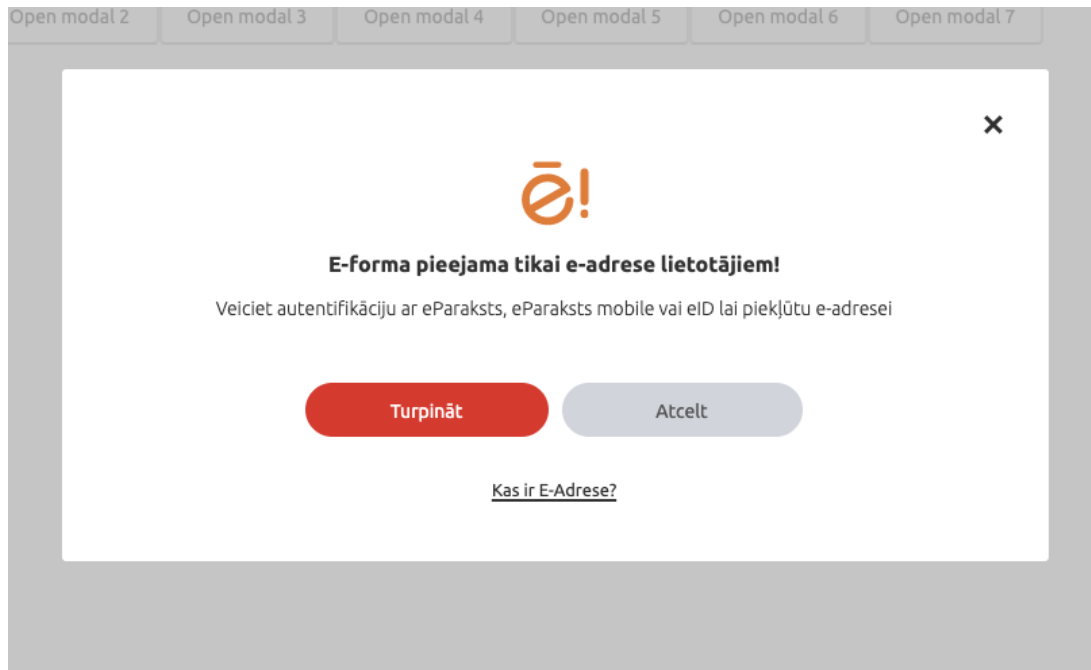 Open modal 2 Open modal 3 Open modal 4 Open modal 5 Open modal 6 Open modal 7
ē!
E-forma pieejama tikai e-adrese lietotājiem!
Veiciet autentifikāciju ar eParaksts, eParaksts mobile vai eID lai piekļūtu e-adresei
Turpināt Atcelt
Kas ir E-Adrese?